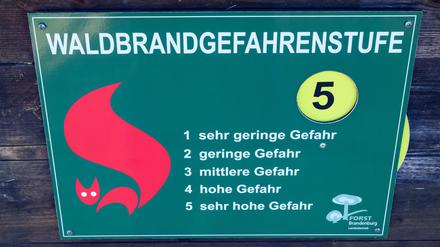 WALDBRANDGEFAHRENSTUFE
5
1 sehr geringe Gefahr
2 geringe Gefahr
3 mittlere Gefahr
4 hohe Gefahr
5 sehr hohe Gefahr
FORST
Brandenburg
Landesbetrieb